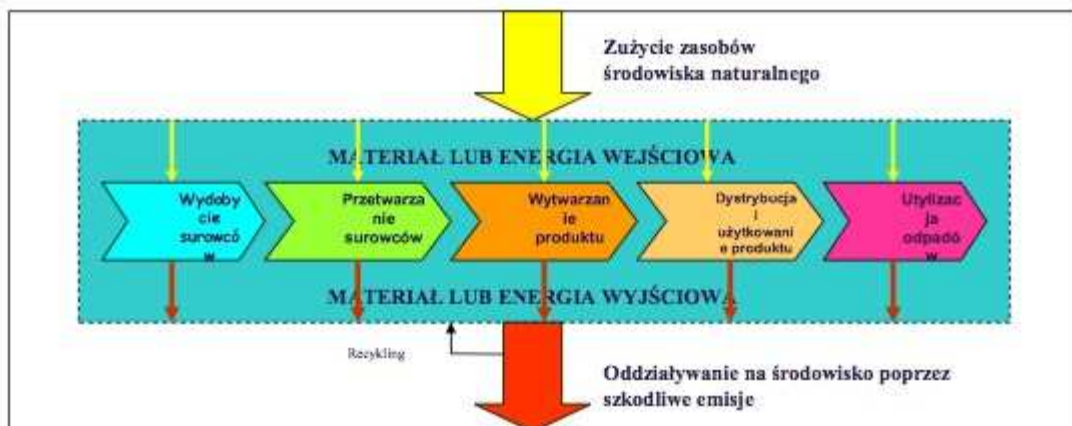 Zużycie zasobów
środowiska naturalnego
MATERIAŁ LUB ENERGIA WEJŚCIOWA
Wydoby
cie
surowcó
w
Przetwarza
nie
surowców
Wytwarzan
ie
produktu
Dystrybucja
i
użytkowani
e produktu
Utylizac
ja
odpadó
w
MATERIAŁ LUB ENERGIA WYJŚCIOWA
Recykling
Oddziaływanie na środowisko poprzez
szkodliwe emisje